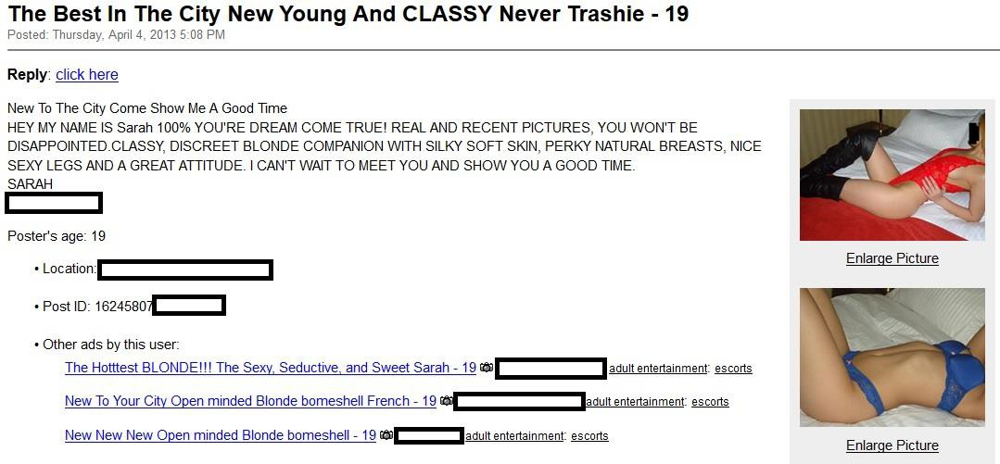 The Best In The City New Young And CLASSY Never Trashie - 19
Posted: Thursday, April 4, 2013 5:08 PM
Reply: click here
New To The City Come Show Me A Good Time
HEY MY NAME IS Sarah 100% YOU'RE DREAM COME TRUE! REAL AND RECENT PICTURES, YOU WON'T BE
DISAPPOINTED.CLASSY, DISCREET BLONDE COMPANION WITH SILKY SOFT SKIN, PERKY NATURAL BREASTS, NICE
SEXY LEGS AND A GREAT ATTITUDE. I CAN'T WAIT TO MEET YOU AND SHOW YOU A GOOD TIME.
SARAH
Poster's age: 19
• Location:
• Post ID: 16245807
• Other ads by this user:
The Hotttest BLONDE!!! The Sexy, Seductive, and Sweet Sarah - 19 adult entertainment: escorts
New To Your City Open minded Blonde bomeshell French - 19 adult entertainment: escorts
New New New Open minded Blonde bomeshell - 19 adult entertainment: escorts
Enlarge Picture
Enlarge Picture